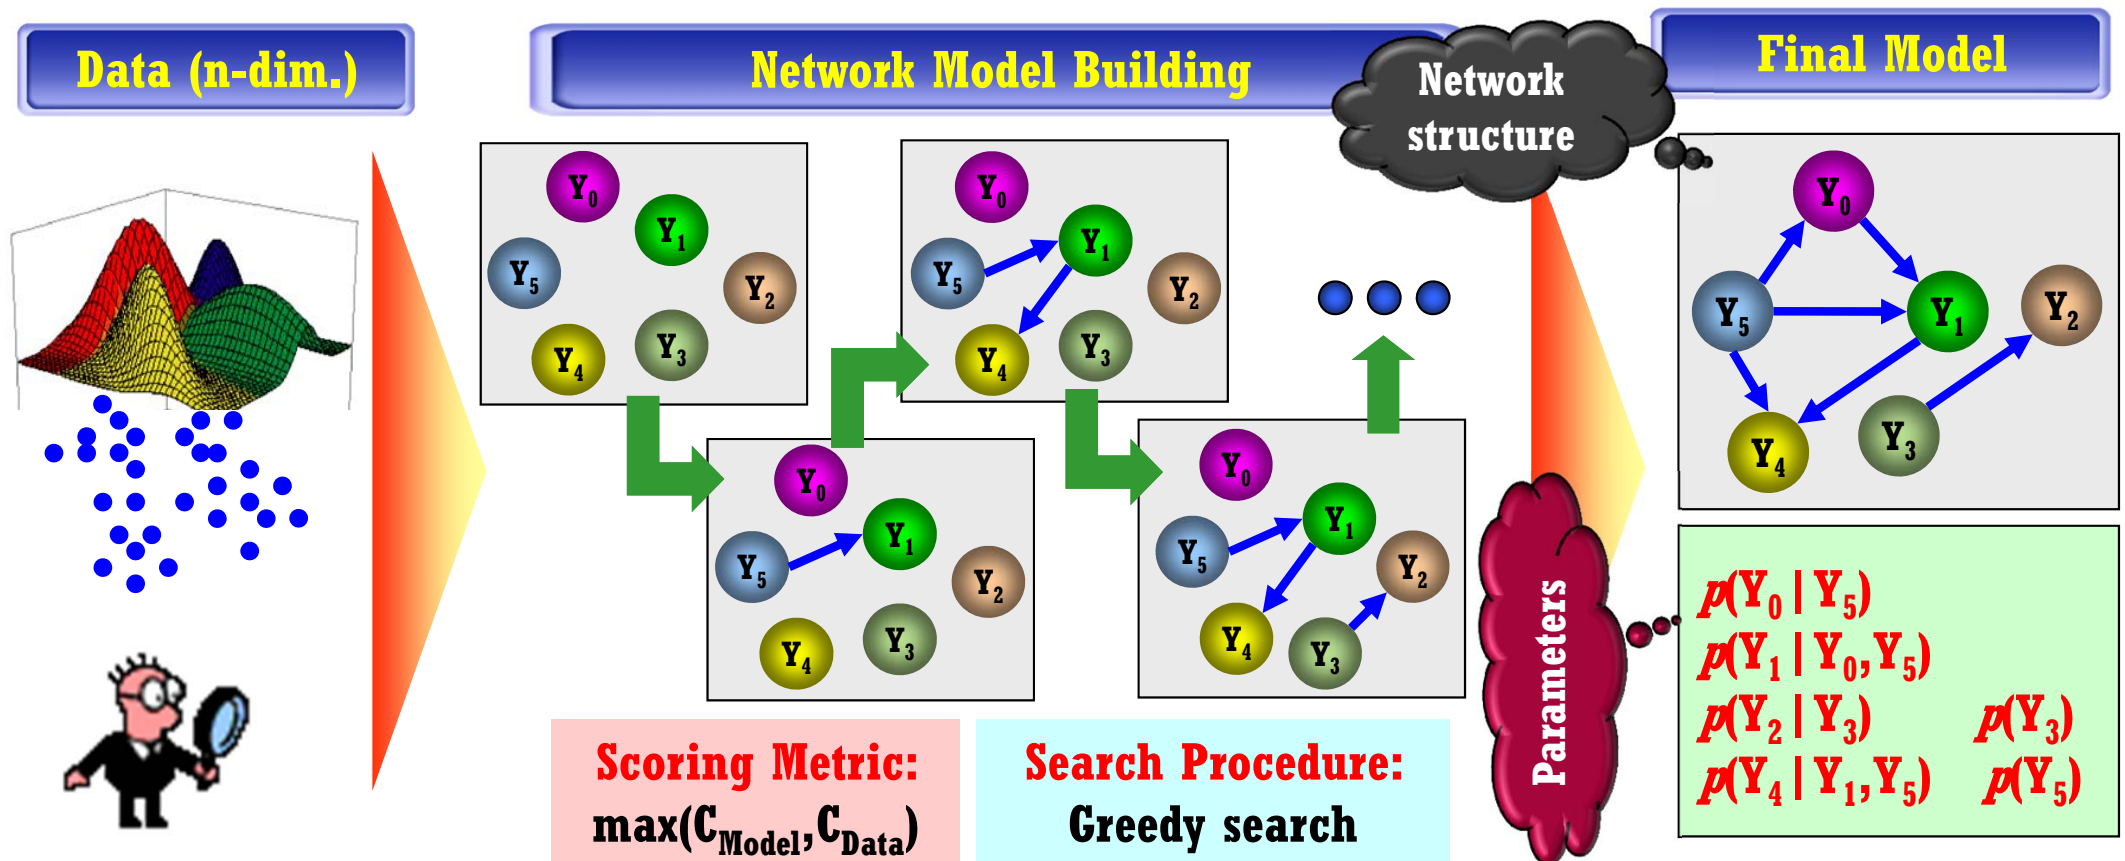 Data (n-dim.)
Network Model Building
Network
structure
Final Model
Y0
Y1
Y5
Y2
Y3
Y4
Y0
Y5
Y1
Y2
Y4
Y3
Y0
Y1
Y5
Y2
Y4
Y3
Y0
Y1
Y5
Y2
Y4
Y3
Y0
Y5
Y1
Y2
Y4
Y3
Scoring Metric:
max(CModel,CData)
Search Procedure:
Greedy search
Parameters
p(Y0 | Y5)
p(Y1 | Y0,Y5)
p(Y2 | Y3) p(Y3)
p(Y4 | Y1,Y5) p(Y5)